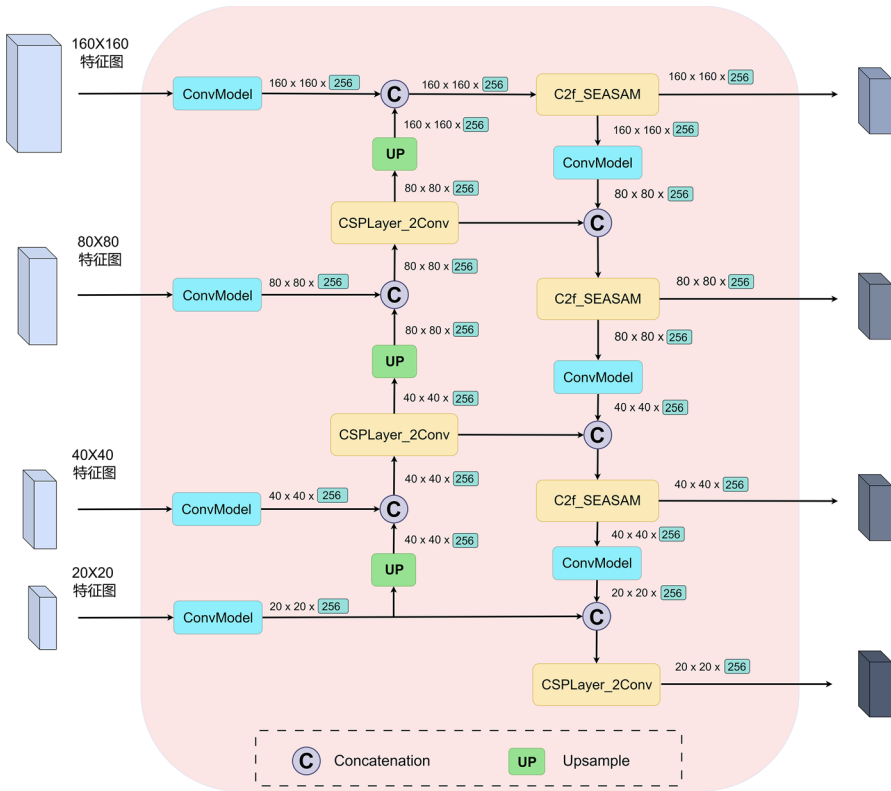 160X160
特征图
ConvModel
160 x 160 x 256
C
160 x 160 x 256
C2f_SEASAM
160 x 160 x 256
160 x 160 x 256
160 x 160 x 256
UP
ConvModel
80 x 80 x 256
80 x 80 x 256
CSPLayer_2Conv
C
80X80
特征图
80 x 80 x 256
ConvModel
80 x 80 x 256
C
C2f_SEASAM
80 x 80 x 256
80 x 80 x 256
80 x 80 x 256
UP
ConvModel
40 x 40 x 256
40 x 40 x 256
CSPLayer_2Conv
C
40X40
特征图
40 x 40 x 256
ConvModel
40 x 40 x 256
C
C2f_SEASAM
40 x 40 x 256
40 x 40 x 256
40 x 40 x 256
UP
ConvModel
20X20
特征图
20 x 20 x 256
ConvModel
20 x 20 x 256
C
CSPLayer_2Conv
20 x 20 x 256
C Concatenation
UP Upsample